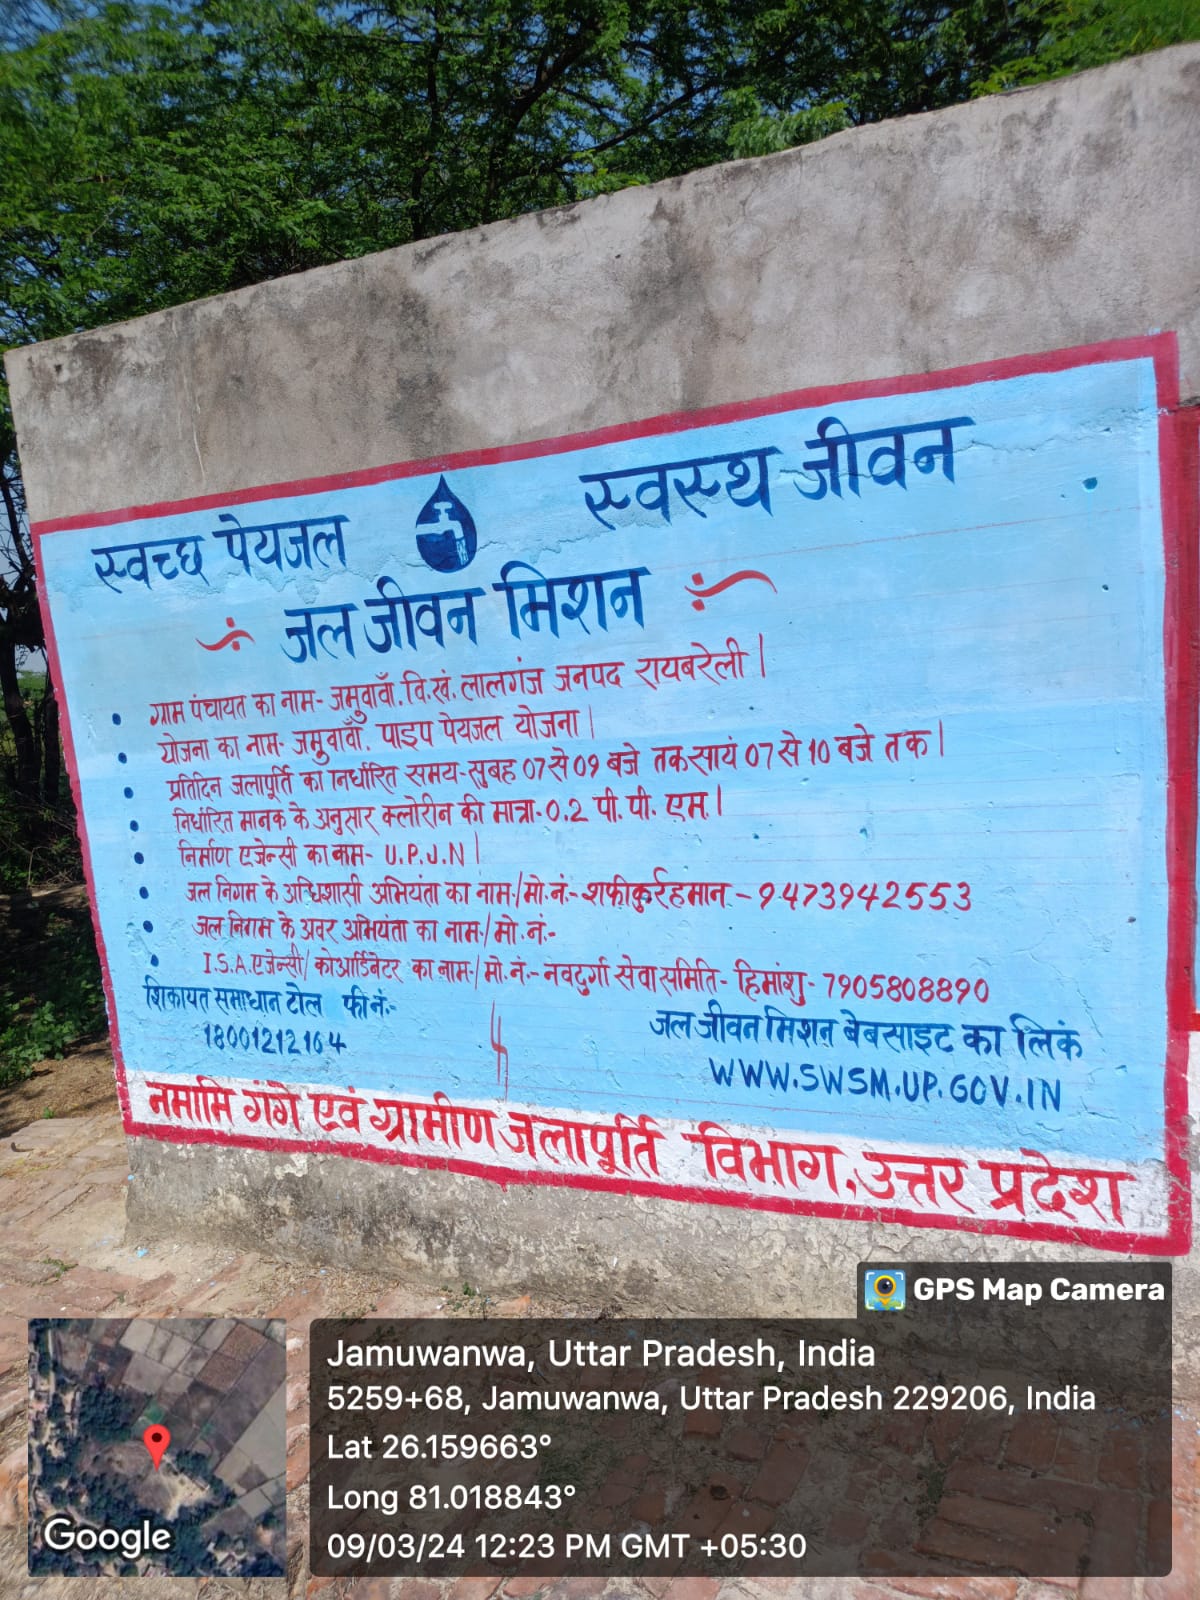 स्वच्छ पेयजल स्वस्थ जीवन
जल जीवन मिशन
• ग्राम पंचायत का नाम- जमुवावाँ. वि.खं. लालगंज जनपद रायबरेली।
• योजना का नाम- जमुवावाँ. पाइप पेयजल योजना।
• प्रतिदिन जलापूर्ति का निर्धारित समय-सुबह 07 से 09 बजे तक सायं 07 से 10 बजे तक।
• निर्धारित मानक के अनुसार क्लोरीन की मात्रा-0.2 पी. पी. एम.।
• निर्माण एजेन्सी का नाम- U.P.J.N।
• जल निगम के अधिशासी अभियंता का नाम-/मो.नं.- शफीकुर्रहमान - 9473942553
• जल निगम के अवर अभियंता का नाम-/मो.नं.-
• I.S.A.एजेन्सी/कोआर्डिनेटर का नाम-/मो.नं.- नवदुर्गा सेवा समिति- हिमांशु- 7905808890
शिकायत समाधान टोल फी नं:-
18001212164
जल जीवन मिशन बेबसाइट का लिंक
WWW.SWSM.UP.GOV.IN
नमामि गंगे एवं ग्रामीण जलापूर्ति विभाग, उत्तर प्रदेश
GPS Map Camera
Jamuwanwa, Uttar Pradesh, India
5259+68, Jamuwanwa, Uttar Pradesh 229206, India
Lat 26.159663°
Long 81.018843°
09/03/24 12:23 PM GMT +05:30
Google